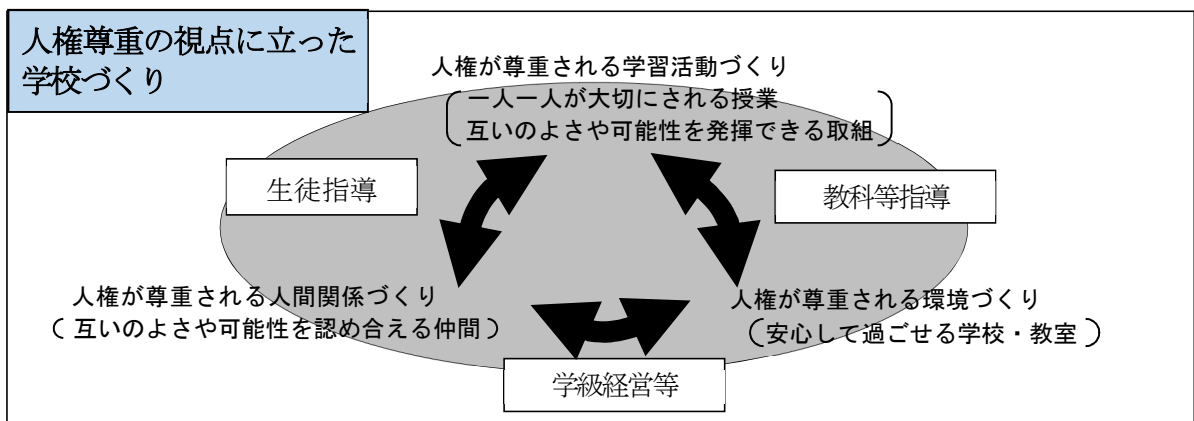 人権尊重の視点に立った
学校づくり
人権が尊重される学習活動づくり
一人一人が大切にされる授業
互いのよさや可能性を発揮できる取組
生徒指導
教科等指導
人権が尊重される人間関係づくり
（ 互いのよさや可能性を認め合える仲間 ）
人権が尊重される環境づくり
（安心して過ごせる学校・教室 ）
学級経営等